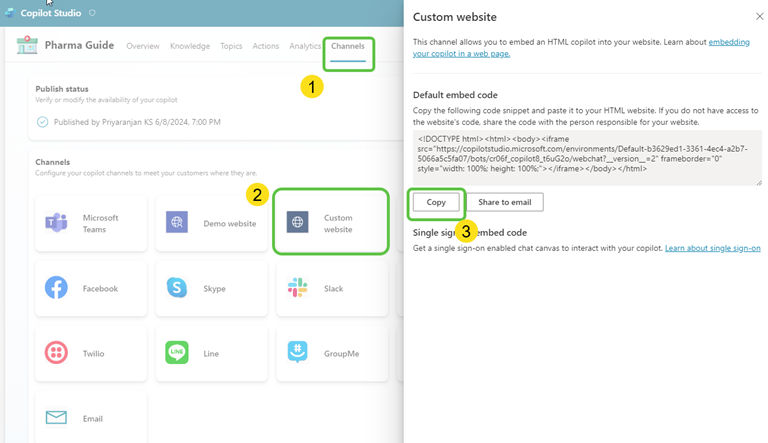 Copilot Studio
Pharma Guide
Overview Knowledge Topics Actions Analytics Channels
1
Publish status
Verify or modify the availability of your copilot
Published by Priyaranjan KS 6/8/2024, 7:00 PM
Channels
Configure your copilot channels to meet your customers where they are.
2
Microsoft
Teams
Demo website
Custom
website
Facebook
Skype
Slack
Twilio
Line
GroupMe
Email
Custom website
This channel allows you to embed an HTML copilot into your website. Learn about embedding
your copilot in a web page.
Default embed code
Copy the following code snippet and paste it to your HTML website. If you do not have access to
the website's code, share the code with the person responsible for your website.
<!DOCTYPE html><html><body><iframe
src="https://copilotstudio.microsoft.com/environments/Default-b3629ed1-3361-4ec4-a2b7-
5066a5c5fa07/bots/cr06f_copilot8_t6uG2o/webchat?__version__=2" frameborder="0"
style="width: 100%; height: 100%;"></iframe></body></html>
Copy
Share to email
3
Single sig embed code
Get a single sign-on enabled chat canvas to interact with your copilot. Learn about single sign-on